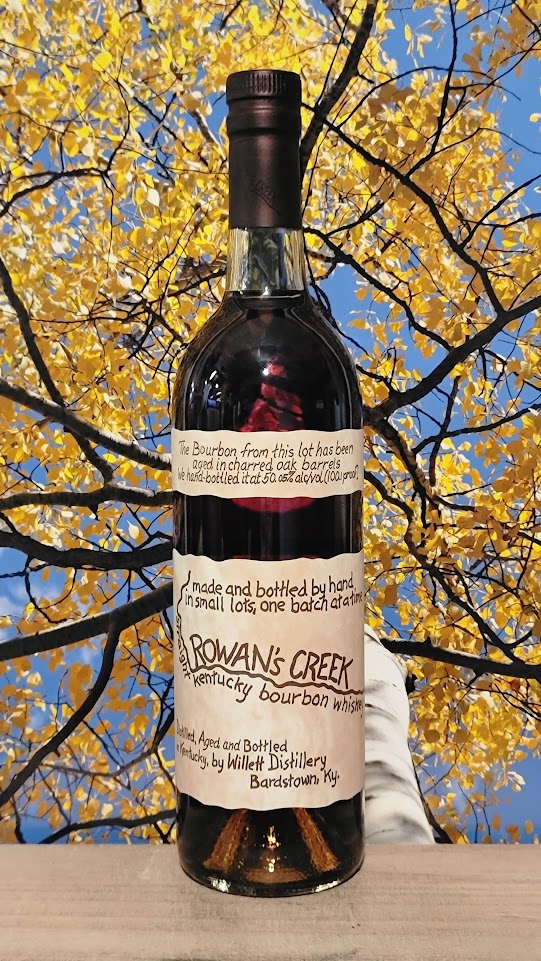 The Bourbon from this lot has been
aged in charred oak barrels
We hand-bottled it at 50.05% alc/vol (100.1 proof)
made and bottled by hand
in small lots, one batch at a time
straight
ROWAN'S CREEK
Kentucky bourbon whiskey
Distilled, Aged and Bottled
in Kentucky, by Willett Distillery
Bardstown, Ky.